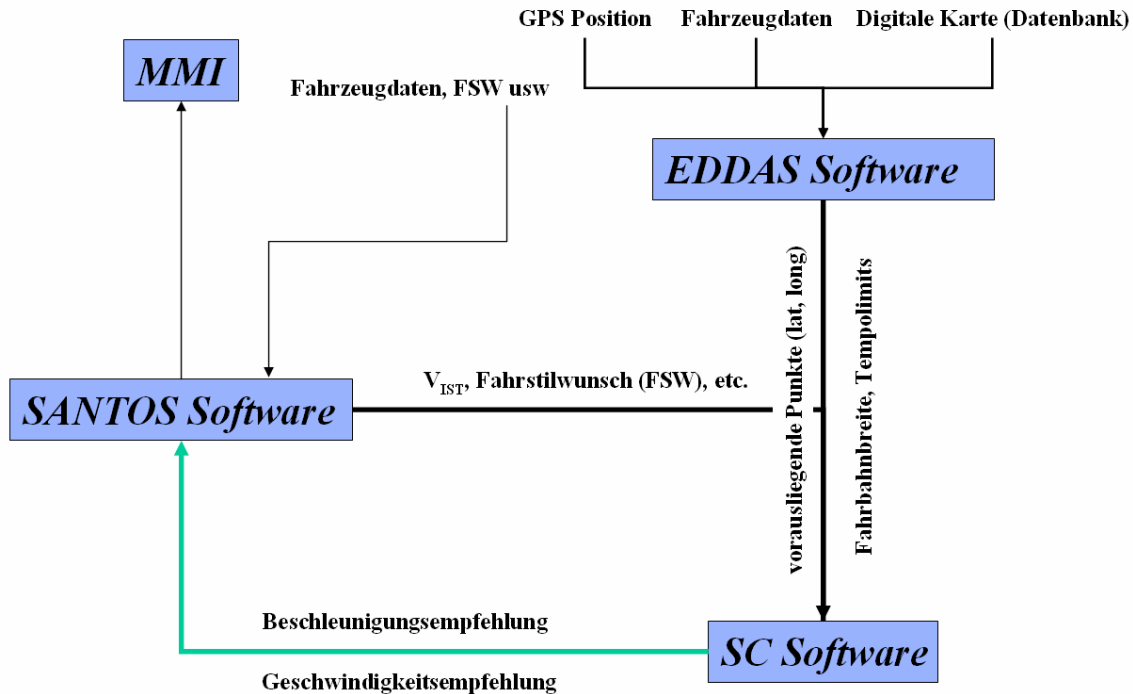 GPS Position
Fahrzeugdaten
Digitale Karte (Datenbank)
MMI
Fahrzeugdaten, FSW usw
EDDAS Software
vorausliegende Punkte (lat, long)
Fahrbahnbreite, Tempolimits
SANTOS Software
VIST, Fahrstilwunsch (FSW), etc.
Beschleunigungsempfehlung
Geschwindigkeitsempfehlung
SC Software